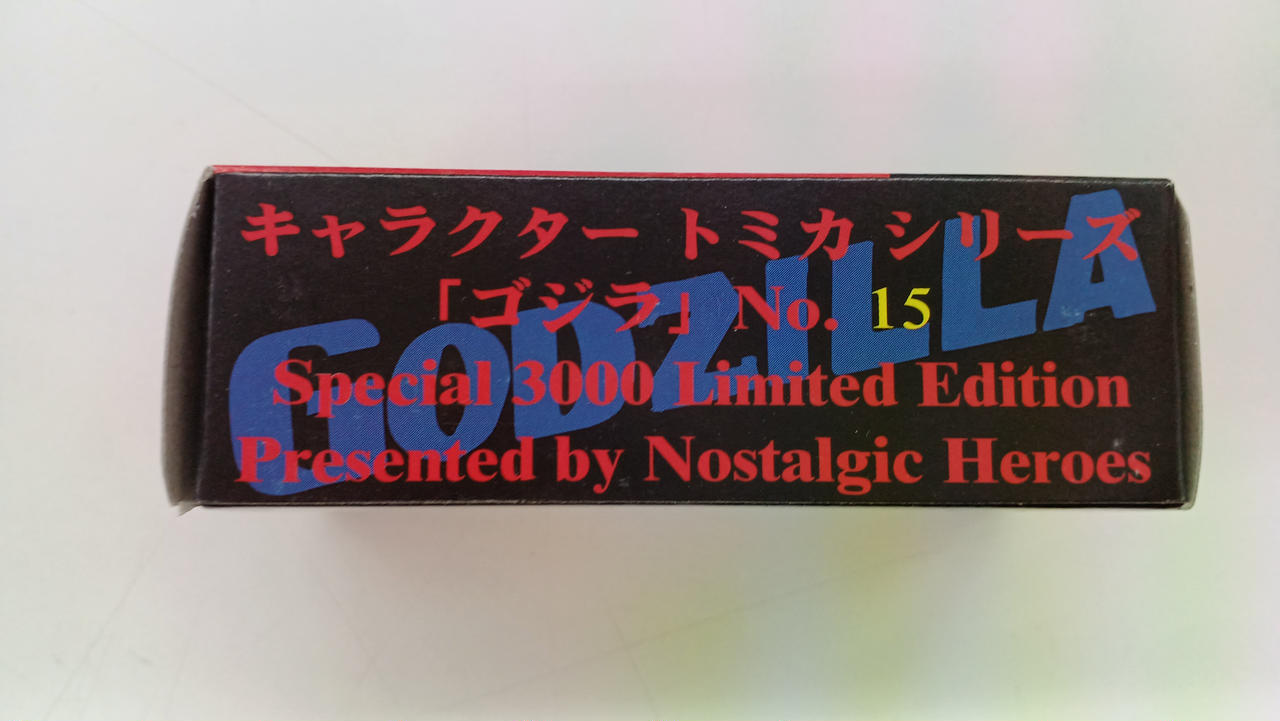 キャラクター トミカ シリーズ
「ゴジラ」 No. 15
Special 3000 Limited Edition
Presented by Nostalgic Heroes
GODZILLA